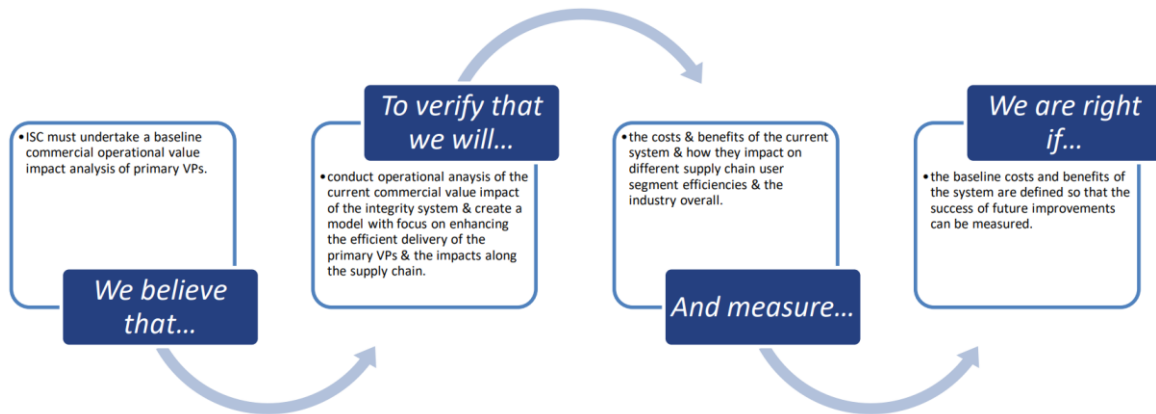 •ISC must undertake a baseline
commercial operational value
impact analysis of primary VPs.
We believe
that…
To verify that
we will…
•conduct operational anaysis of the
current commercial value impact
of the integrity system & create a
model with focus on enhancing
the efficient delivery of the
primary VPs & the impacts along
the supply chain.
•the costs & benefits of the current
system & how they impact on
different supply chain user
segment efficiencies & the
industry overall.
And measure…
We are right
if…
•the baseline costs and benefits of
the system are defined so that the
success of future improvements
can be measured.